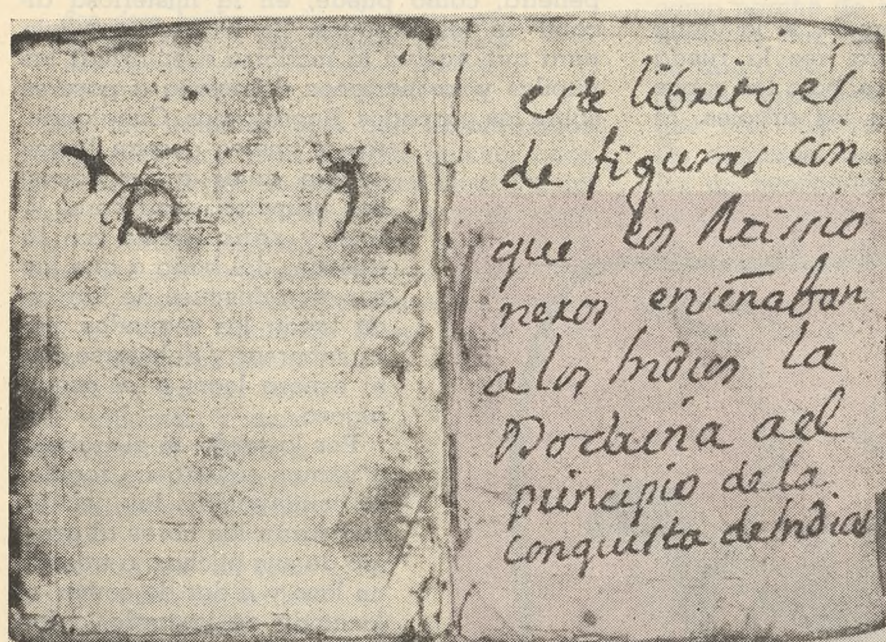 este librito es
de figuras con
que los Missio
neros enseñaban
a los Indios la
Doctrina a el
principio de la
conquista de Indias